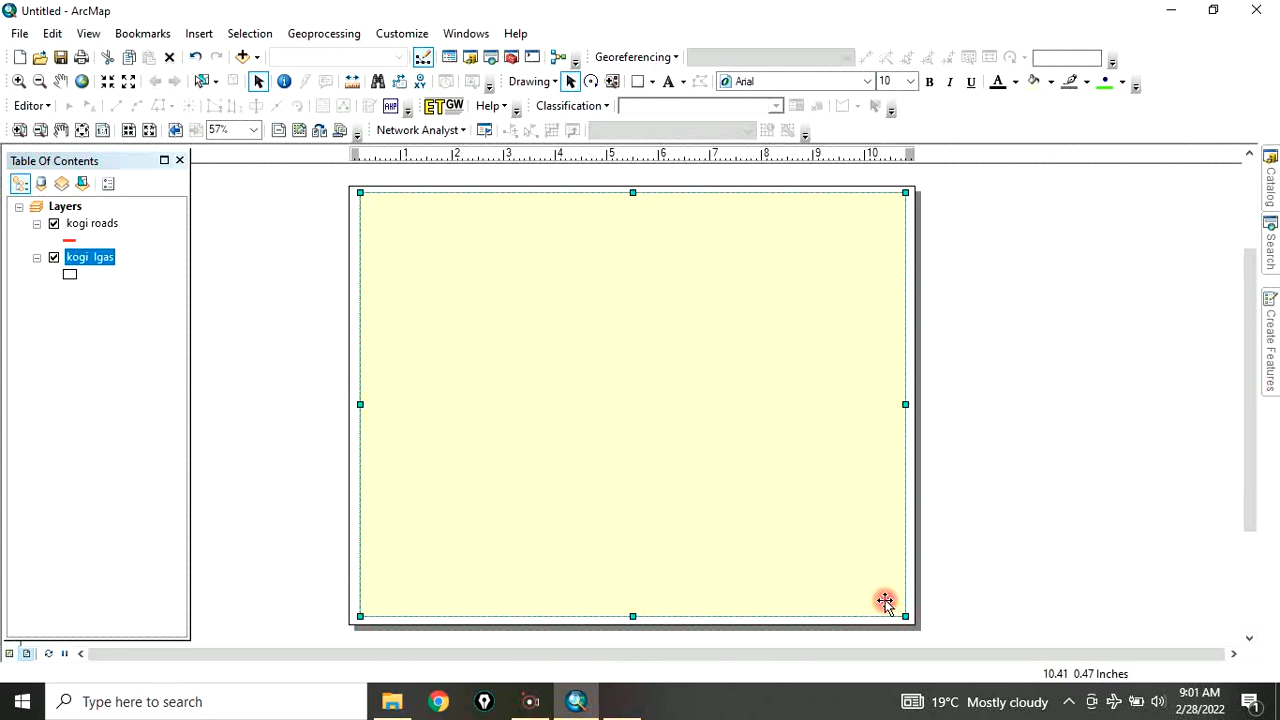 Untitled - ArcMap
File Edit View Bookmarks Insert Selection Geoprocessing Customize Windows Help
Georeferencing
Drawing Arial 10 B I U A
Editor ETGW Help Classification
57% Network Analyst
Table Of Contents
1 2 3 4 5 6 7 8 9 10
Layers
kogi roads
kogi lgas
Catalog
Search
Create Features
10.41 0.47 Inches
Type here to search
19°C Mostly cloudy
9:01 AM
2/28/2022
1